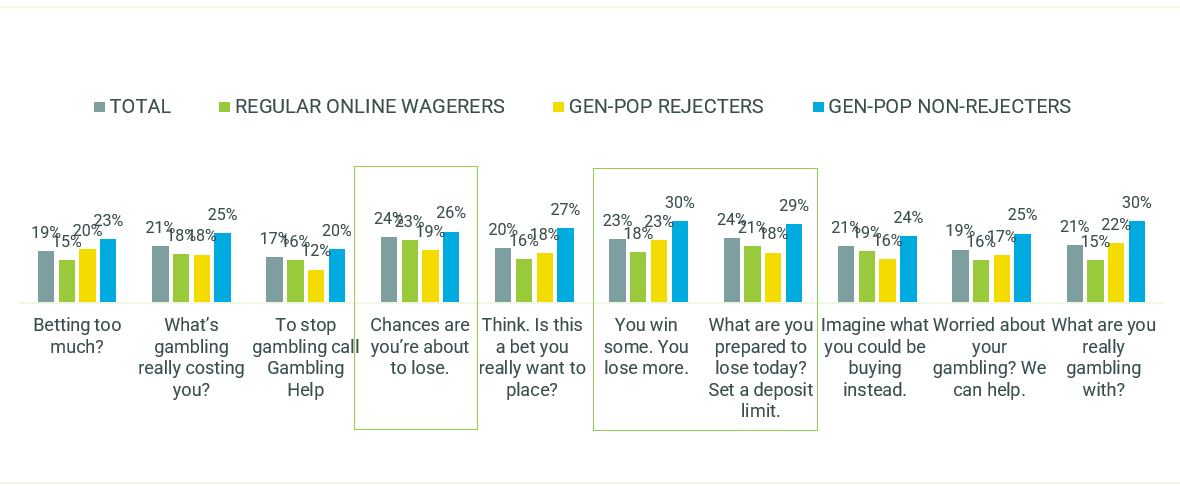 TOTAL REGULAR ONLINE WAGERERS GEN-POP REJECTERS GEN-POP NON-REJECTERS
19% 15% 20% 23%
21% 18% 18% 25%
17% 16% 12% 20%
24% 23% 19% 26%
20% 16% 18% 27%
23% 18% 23% 30%
24% 21% 18% 29%
21% 19% 16% 24%
19% 16% 17% 25%
21% 15% 22% 30%
Betting too
much?
What's
gambling
really costing
you?
To stop
gambling call
Gambling
Help
Chances are
you're about
to lose.
Think. Is this
a bet you
really want to
place?
You win
some. You
lose more.
What are you
prepared to
lose today?
Set a deposit
limit.
Imagine what
you could be
buying
instead.
Worried about
your
gambling? We
can help.
What are you
really
gambling
with?